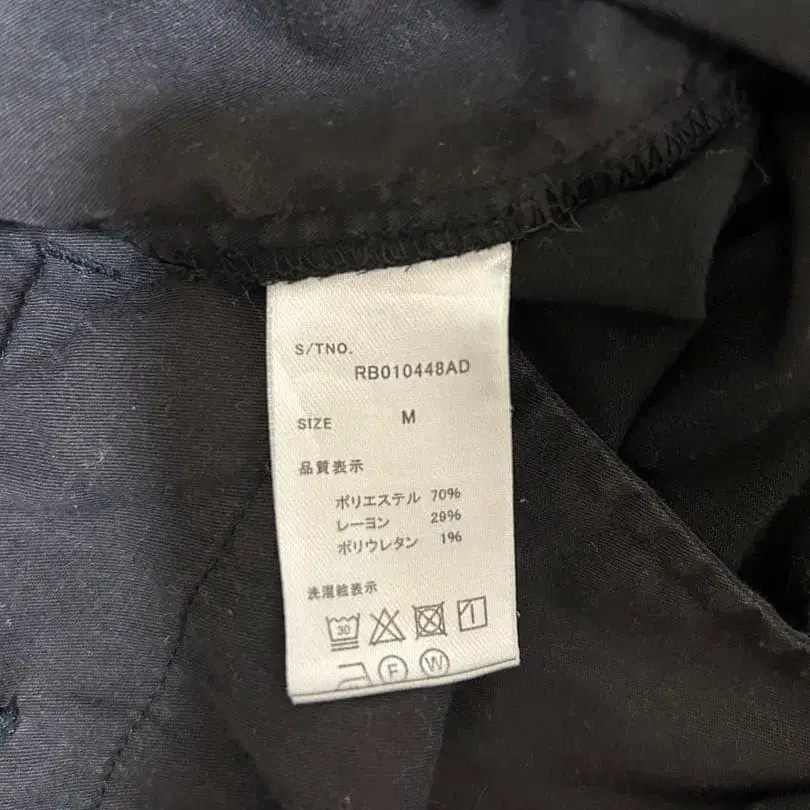 S/TNO.
RB010448AD
SIZE M
品質表示
ポリエステル 70%
レーヨン 29%
ポリウレタン 1%
洗濯絵表示
30
F W